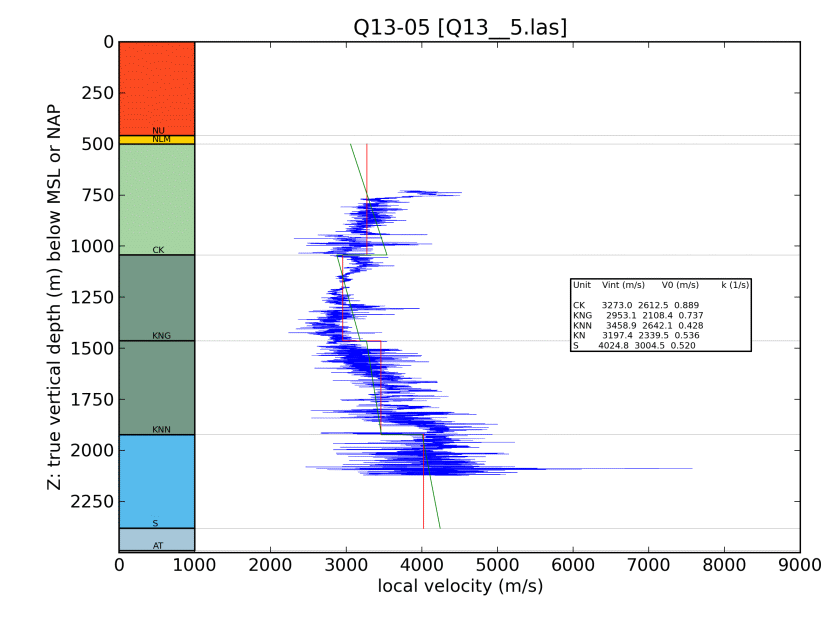 Q13-05 [Q13__5.las]
Z: true vertical depth (m) below MSL or NAP
0
250
500
750
1000
1250
1500
1750
2000
2250
NU
NLM
CK
KNG
KNN
S
AT
Unit Vint (m/s) V0 (m/s) k (1/s)
CK 3273.0 2612.5 0.889
KNG 2953.1 2108.4 0.737
KNN 3458.9 2642.1 0.428
KN 3197.4 2339.5 0.536
S 4024.8 3004.5 0.520
0 1000 2000 3000 4000 5000 6000 7000 8000 9000
local velocity (m/s)